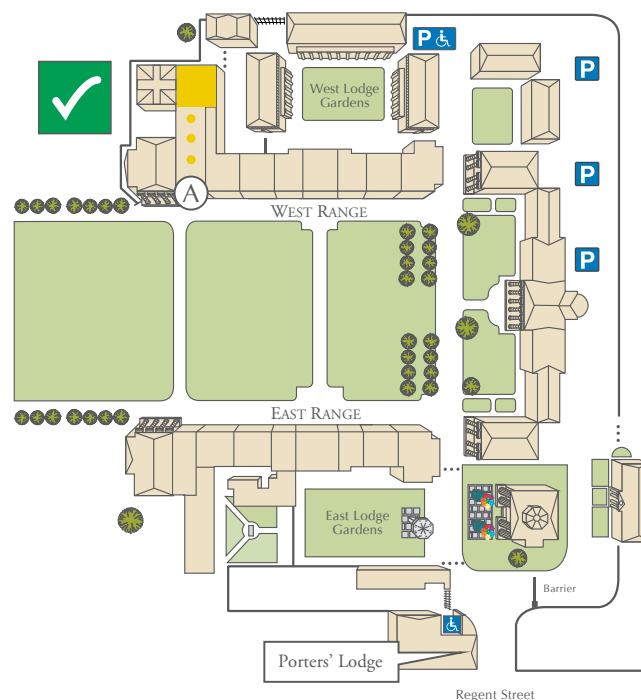 P
West Lodge
Gardens
P
A
P
WEST RANGE
P
EAST RANGE
East Lodge
Gardens
Barrier
Porters' Lodge
Regent Street